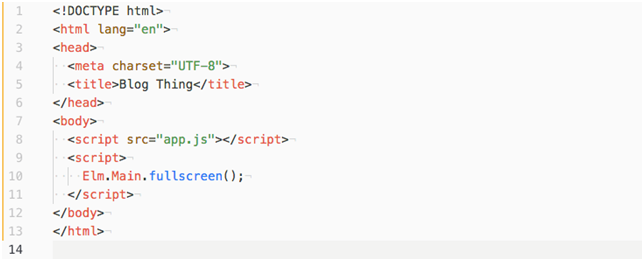 1 <!DOCTYPE html>
2 <html lang="en">
3 <head>
4   <meta charset="UTF-8">
5   <title>Blog Thing</title>
6 </head>
7 <body>
8   <script src="app.js"></script>
9   <script>
10     Elm.Main.fullscreen();
11   </script>
12 </body>
13 </html>
14